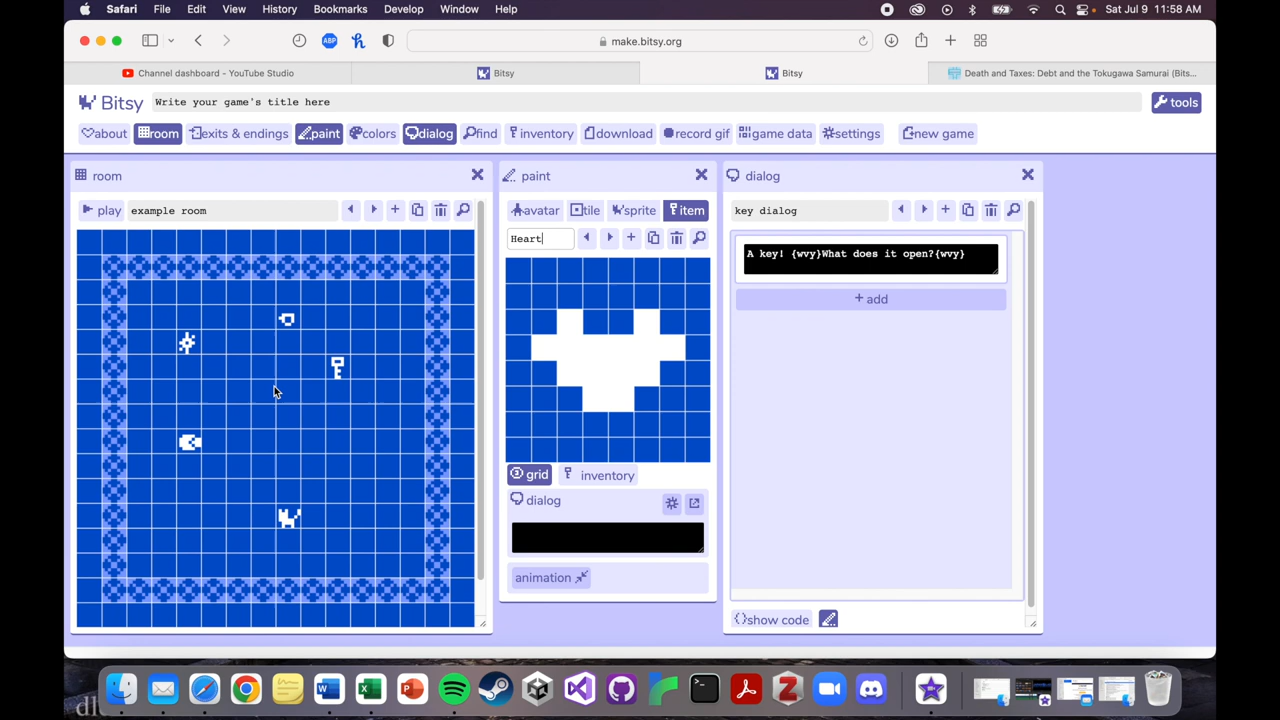 Safari File Edit View History Bookmarks Develop Window Help Sat Jul 9 11:58 AM
ABP make.bitsy.org
Channel dashboard - YouTube Studio Bitsy Bitsy Death and Taxes: Debt and the Tokugawa Samurai (Bits...
Bitsy Write your game's title here tools
about room exits & endings paint colors dialog find inventory download record gif game data settings new game
room paint dialog
play example room avatar tile sprite item key dialog
Heart
A key! {wvy}What does it open?{wvy}
+ add
grid inventory
dialog
animation
show code